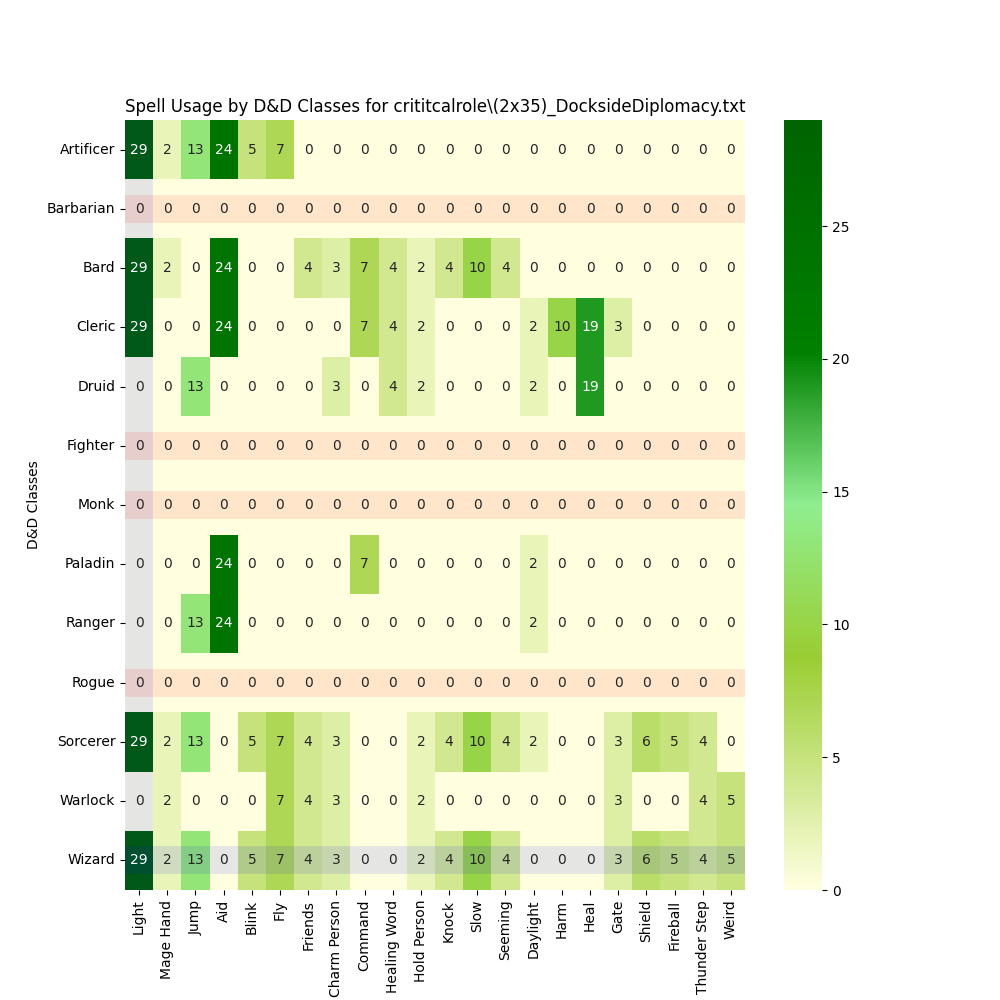 Spell Usage by D&D Classes for crititcalrole\(2x35)_DocksideDiplomacy.txt
D&D Classes
Artificer 29 2 13 24 5 7 0 0 0 0 0 0 0 0 0 0 0 0 0 0 0 0
Barbarian 0 0 0 0 0 0 0 0 0 0 0 0 0 0 0 0 0 0 0 0 0 0
Bard 29 2 0 24 0 0 4 3 7 4 2 4 10 4 0 0 0 0 0 0 0 0
Cleric 29 0 0 24 0 0 0 0 7 4 2 0 0 0 2 10 19 3 0 0 0 0
Druid 0 0 13 0 0 0 0 3 0 4 2 0 0 0 2 0 19 0 0 0 0 0
Fighter 0 0 0 0 0 0 0 0 0 0 0 0 0 0 0 0 0 0 0 0 0 0
Monk 0 0 0 0 0 0 0 0 0 0 0 0 0 0 0 0 0 0 0 0 0 0
Paladin 0 0 0 24 0 0 0 0 7 0 0 0 0 0 2 0 0 0 0 0 0 0
Ranger 0 0 13 24 0 0 0 0 0 0 0 0 0 0 2 0 0 0 0 0 0 0
Rogue 0 0 0 0 0 0 0 0 0 0 0 0 0 0 0 0 0 0 0 0 0 0
Sorcerer 29 2 13 0 5 7 4 3 0 0 2 4 10 4 2 0 0 3 6 5 4 0
Warlock 0 2 0 0 0 7 4 3 0 0 2 0 0 0 0 0 0 3 0 0 4 5
Wizard 29 2 13 0 5 7 4 3 0 0 2 4 10 4 0 0 0 3 6 5 4 5
Light
Mage Hand
Jump
Aid
Blink
Fly
Friends
Charm Person
Command
Healing Word
Hold Person
Knock
Slow
Seeming
Daylight
Harm
Heal
Gate
Shield
Fireball
Thunder Step
Weird
25
20
15
10
5
0